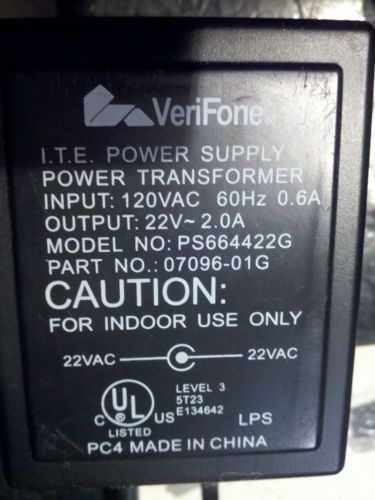 VeriFone
I.T.E. POWER SUPPLY
POWER TRANSFORMER
INPUT: 120VAC 60Hz 0.6A
OUTPUT: 22V~ 2.0A
MODEL NO: PS664422G
PART NO.: 07096-01G
CAUTION:
FOR INDOOR USE ONLY
22VAC 22VAC
LEVEL 3
5T23
C UL ® US E134642 LPS
LISTED
PC4 MADE IN CHINA